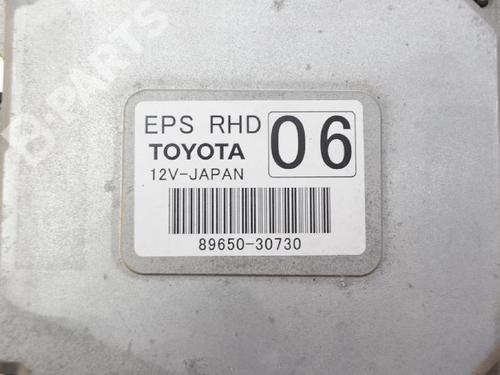 B-PARTS
EPS RHD 06
TOYOTA
12V-JAPAN
89650-30730